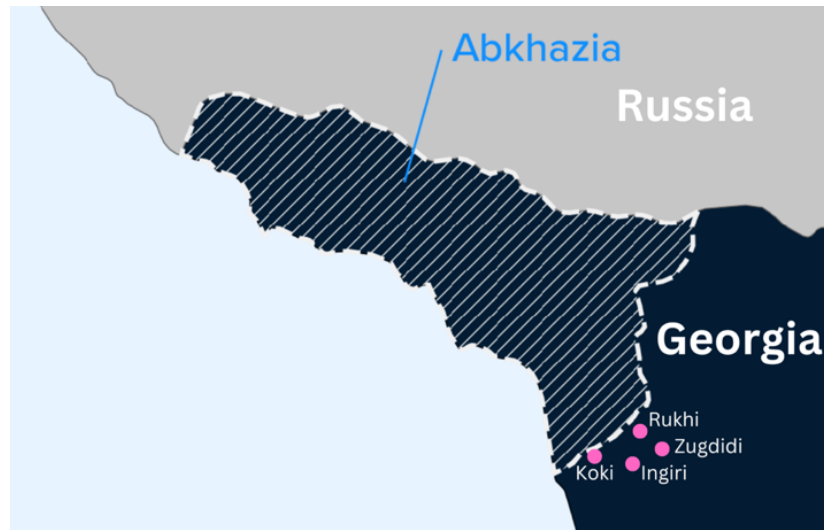 Abkhazia
Russia
Georgia
Rukhi
Zugdidi
Koki
Ingiri